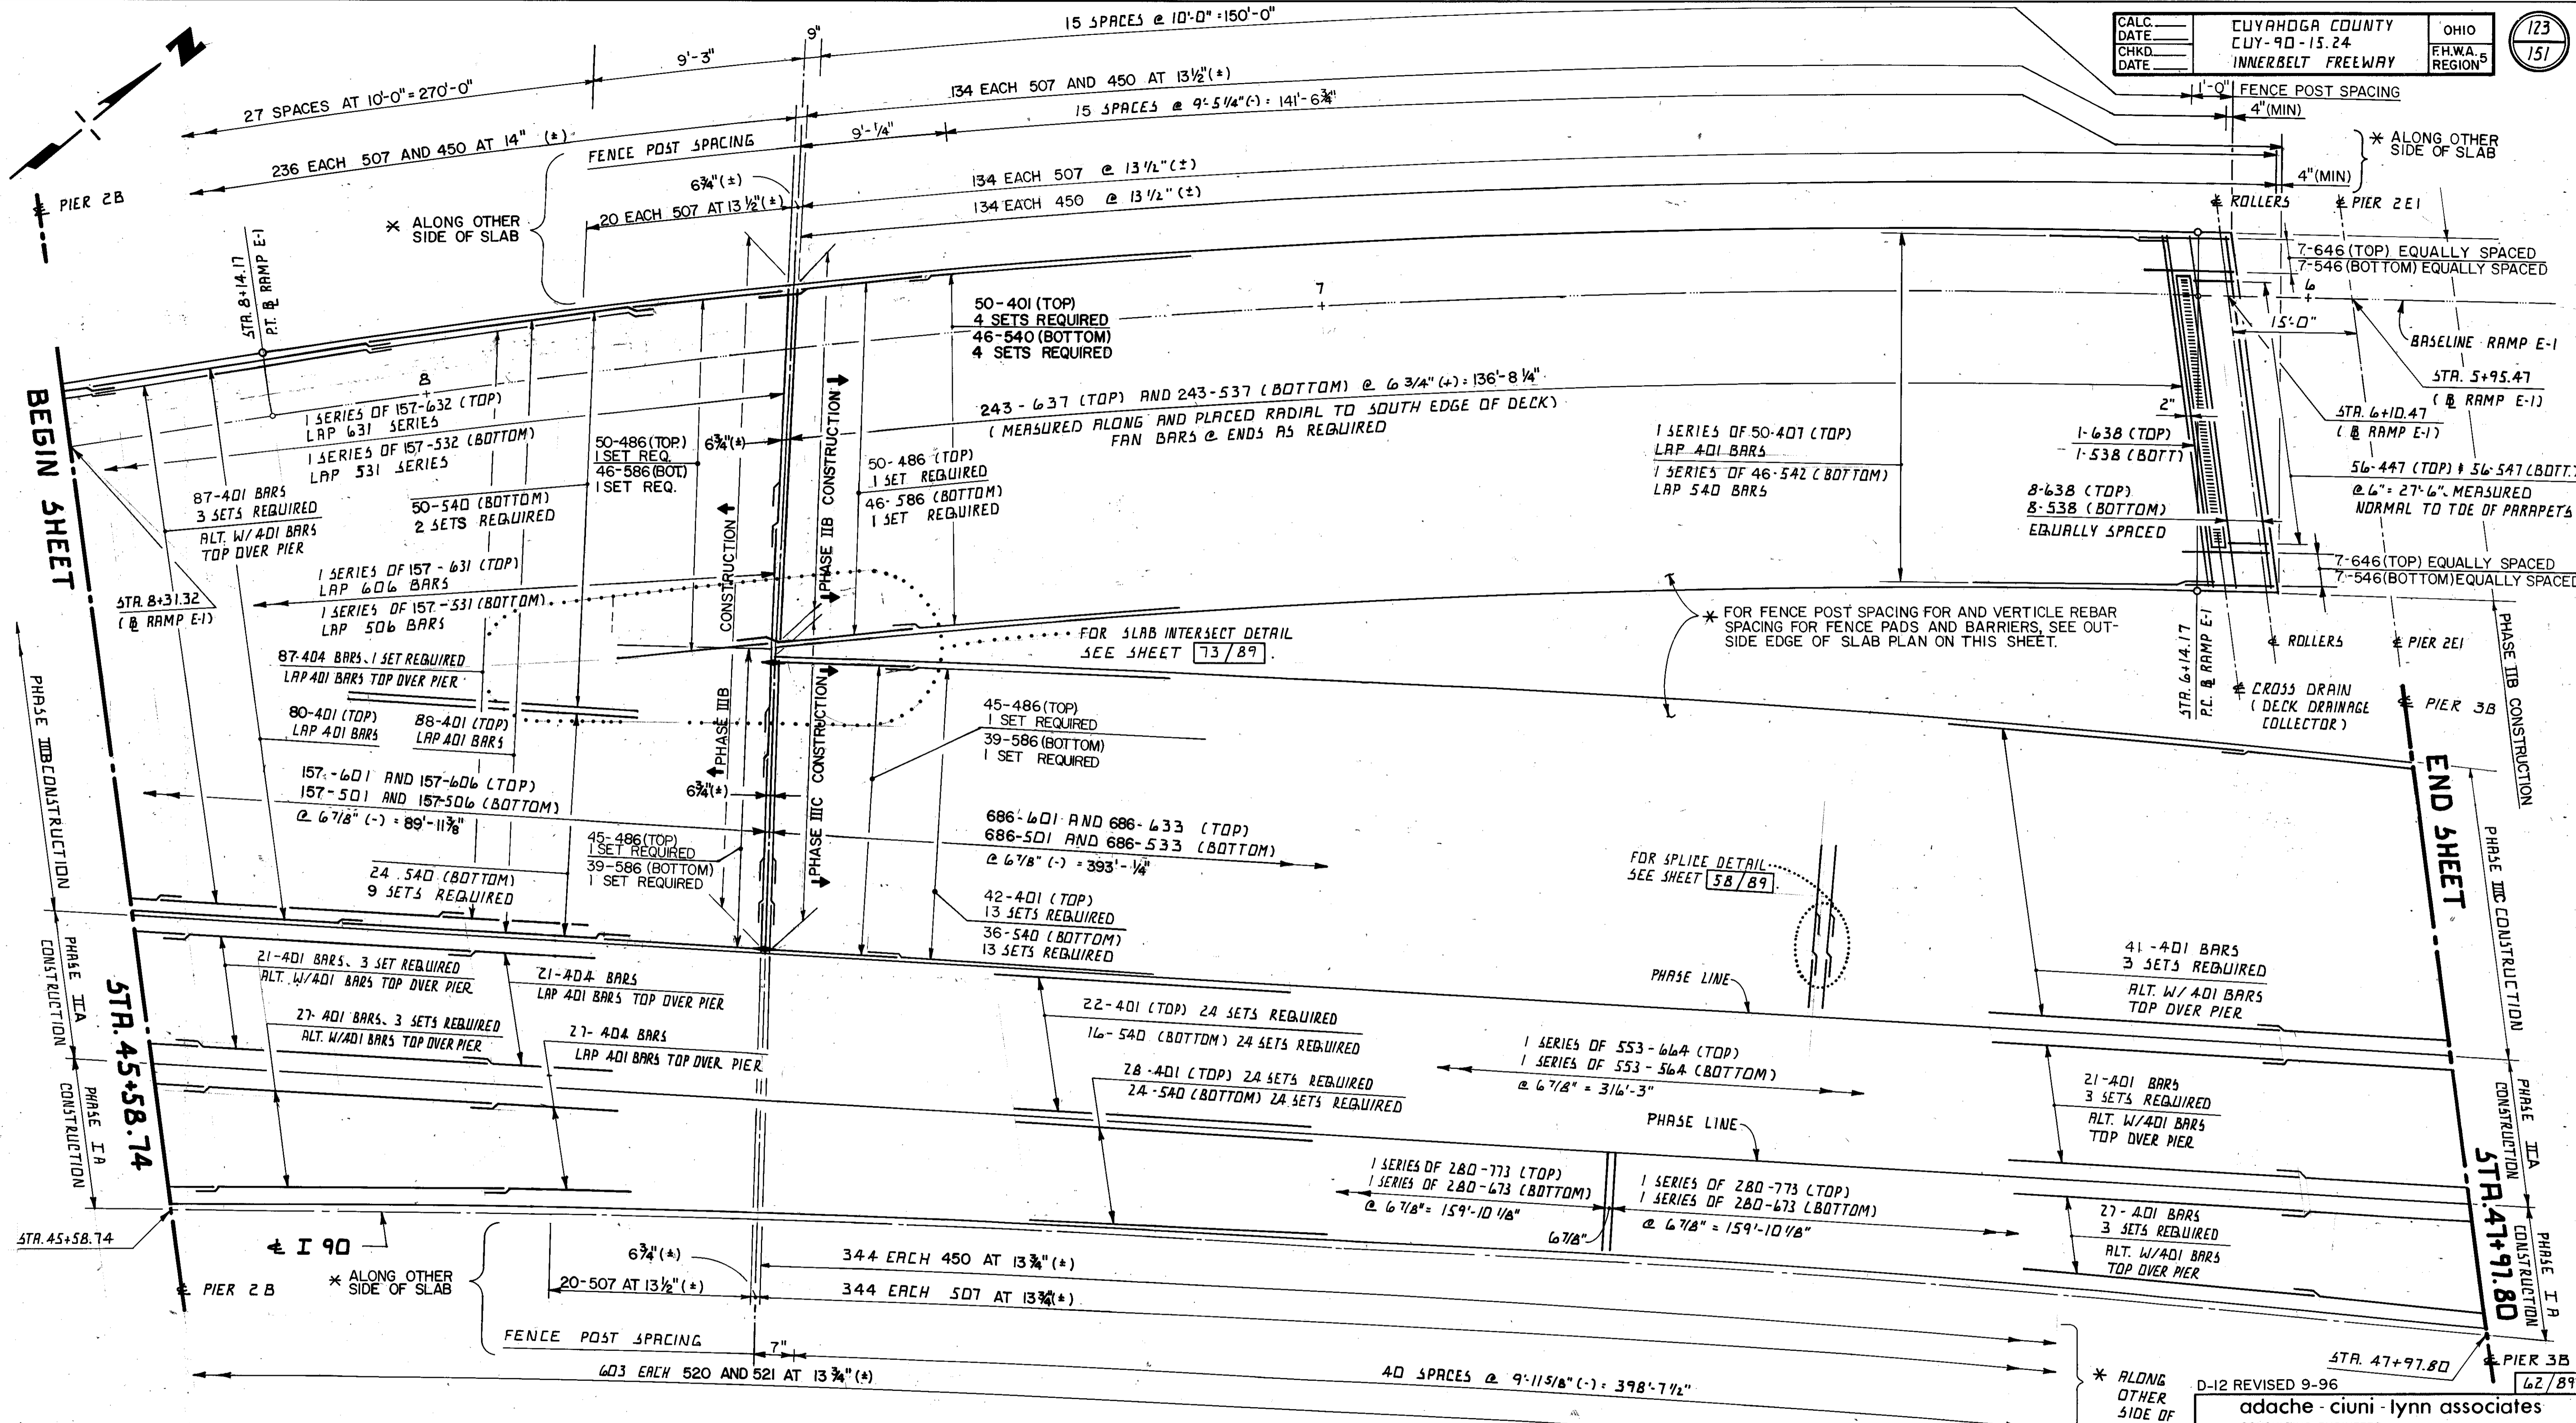 15 SPACES @ 10'-0" = 150'-0"
9"
9'-3"
27 SPACES AT 10'-0" = 270'-0"
134 EACH 507 AND 450 AT 13½"(±)
236 EACH 507 AND 450 AT 14" (±)
15 SPACES @ 9'-5 1/4"(-) = 141'-6¾"
9'-¼"
FENCE POST SPACING
6¾"(±)
134 EACH 507 @ 13 1/2"(±)
20 EACH 507 AT 13½"(±)
134 EACH 450 @ 13 1/2"(±)
* ALONG OTHER
SIDE OF SLAB
N
CALC.
DATE
CHKD.
DATE
CUYAHOGA COUNTY
CUY-90-15.24
INNERBELT FREEWAY
OHIO
F.H.W.A.
REGION 5
123
151
1'-0"
FENCE POST SPACING
4"(MIN)
* ALONG OTHER
SIDE OF SLAB
4"(MIN)
℄ ROLLERS
℄ PIER 2E1
7-646 (TOP) EQUALLY SPACED
7-546 (BOTTOM) EQUALLY SPACED
6
15'-0"
BASELINE RAMP E-1
STA. 5+95.47
(B RAMP E-1)
STA. 6+10.47
(B RAMP E-1)
56-447 (TOP) & 56-547 (BOTT.)
@ 6" = 27'-6" MEASURED
NORMAL TO TOE OF PARAPETS
7-646 (TOP) EQUALLY SPACED
7-546 (BOTTOM) EQUALLY SPACED
℄ PIER 2B
STA. 8+14.17
P.T. B RAMP E-1
BEGIN SHEET
8
7
50-401 (TOP)
4 SETS REQUIRED
46-540 (BOTTOM)
4 SETS REQUIRED
1 SERIES OF 157-632 (TOP)
LAP 631 SERIES
1 SERIES OF 157-532 (BOTTOM)
LAP 531 SERIES
50-486 (TOP)
1 SET REQ.
46-586 (BOT.)
1 SET REQ.
6¾"(±)
243-637 (TOP) AND 243-537 (BOTTOM) @ 6 3/4"(+) = 136'-8 ¼"
(MEASURED ALONG AND PLACED RADIAL TO SOUTH EDGE OF DECK)
FAN BARS @ ENDS AS REQUIRED
87-401 BARS
3 SETS REQUIRED
ALT. W/ 401 BARS
TOP OVER PIER
50-540 (BOTTOM)
2 SETS REQUIRED
50-486 (TOP)
1 SET REQUIRED
46-586 (BOTTOM)
1 SET REQUIRED
1 SERIES OF 50-407 (TOP)
LAP 401 BARS
1 SERIES OF 46-542 (BOTTOM)
LAP 540 BARS
2"
1-638 (TOP)
1-538 (BOTT)
8-638 (TOP)
8-538 (BOTTOM)
EQUALLY SPACED
PHASE IIB CONSTRUCTION
CONSTRUCTION
STA. 8+31.32
(B RAMP E-1)
1 SERIES OF 157-631 (TOP)
LAP 606 BARS
1 SERIES OF 157-531 (BOTTOM)
LAP 506 BARS
FOR SLAB INTERSECT DETAIL
SEE SHEET 73/89.
* FOR FENCE POST SPACING FOR AND VERTICLE REBAR
SPACING FOR FENCE PADS AND BARRIERS, SEE OUT-
SIDE EDGE OF SLAB PLAN ON THIS SHEET.
STA. 6+14.17
P.C. B RAMP E-1
℄ ROLLERS
℄ PIER 2E1
℄ CROSS DRAIN
(DECK DRAINAGE
COLLECTOR)
℄ PIER 3B
PHASE IIB CONSTRUCTION
87-404 BARS, 1 SET REQUIRED
LAP 401 BARS TOP OVER PIER
80-401 (TOP)
LAP 401 BARS
88-401 (TOP)
LAP 401 BARS
PHASE IIIB
PHASE IIIC CONSTRUCTION
45-486 (TOP)
1 SET REQUIRED
39-586 (BOTTOM)
1 SET REQUIRED
157-601 AND 157-606 (TOP)
157-501 AND 157-506 (BOTTOM)
@ 6 7/8" (-) = 89'-11⅜"
6¾"(±)
686-601 AND 686-633 (TOP)
686-501 AND 686-533 (BOTTOM)
@ 6 7/8" (-) = 393'-¼"
45-486 (TOP)
1 SET REQUIRED
39-586 (BOTTOM)
1 SET REQUIRED
24 540 (BOTTOM)
9 SETS REQUIRED
42-401 (TOP)
13 SETS REQUIRED
36-540 (BOTTOM)
13 SETS REQUIRED
FOR SPLICE DETAIL
SEE SHEET 58/89.
END SHEET
PHASE IIIB CONSTRUCTION
PHASE IIIC CONSTRUCTION
41-401 BARS
3 SETS REQUIRED
ALT. W/ 401 BARS
TOP OVER PIER
PHASE IIA
CONSTRUCTION
21-401 BARS, 3 SET REQUIRED
ALT. W/401 BARS TOP OVER PIER
21-404 BARS
LAP 401 BARS TOP OVER PIER
PHASE LINE
22-401 (TOP) 24 SETS REQUIRED
16-540 (BOTTOM) 24 SETS REQUIRED
27-401 BARS, 3 SETS REQUIRED
ALT. W/401 BARS TOP OVER PIER
27-404 BARS
LAP 401 BARS TOP OVER PIER
1 SERIES OF 553-664 (TOP)
1 SERIES OF 553-564 (BOTTOM)
@ 6 7/8" = 316'-3"
28-401 (TOP) 24 SETS REQUIRED
24-540 (BOTTOM) 24 SETS REQUIRED
21-401 BARS
3 SETS REQUIRED
ALT. W/401 BARS
TOP OVER PIER
PHASE IIA
CONSTRUCTION
STA. 45+58.74
PHASE IA
CONSTRUCTION
PHASE LINE
1 SERIES OF 280-773 (TOP)
1 SERIES OF 280-673 (BOTTOM)
@ 6 7/8" = 159'-10 1/8"
1 SERIES OF 280-773 (TOP)
1 SERIES OF 280-673 (BOTTOM)
@ 6 7/8" = 159'-10 1/8"
6 7/8"
27-401 BARS
3 SETS REQUIRED
ALT. W/401 BARS
TOP OVER PIER
STA. 47+97.80
PHASE IA
CONSTRUCTION
STA. 45+58.74
℄ I 90
℄ PIER 2B
* ALONG OTHER
SIDE OF SLAB
6¾"(±)
344 EACH 450 AT 13¾"(±)
20-507 AT 13½"(±)
344 EACH 507 AT 13¾"(±)
FENCE POST SPACING
7"
603 EACH 520 AND 521 AT 13¾"(±)
40 SPACES @ 9'-11 5/8"(-) = 398'-7 1/2"
* ALONG
OTHER
SIDE OF
STA. 47+97.80
℄ PIER 3B
D-12 REVISED 9-96
62/89
adache - ciuni - lynn associates